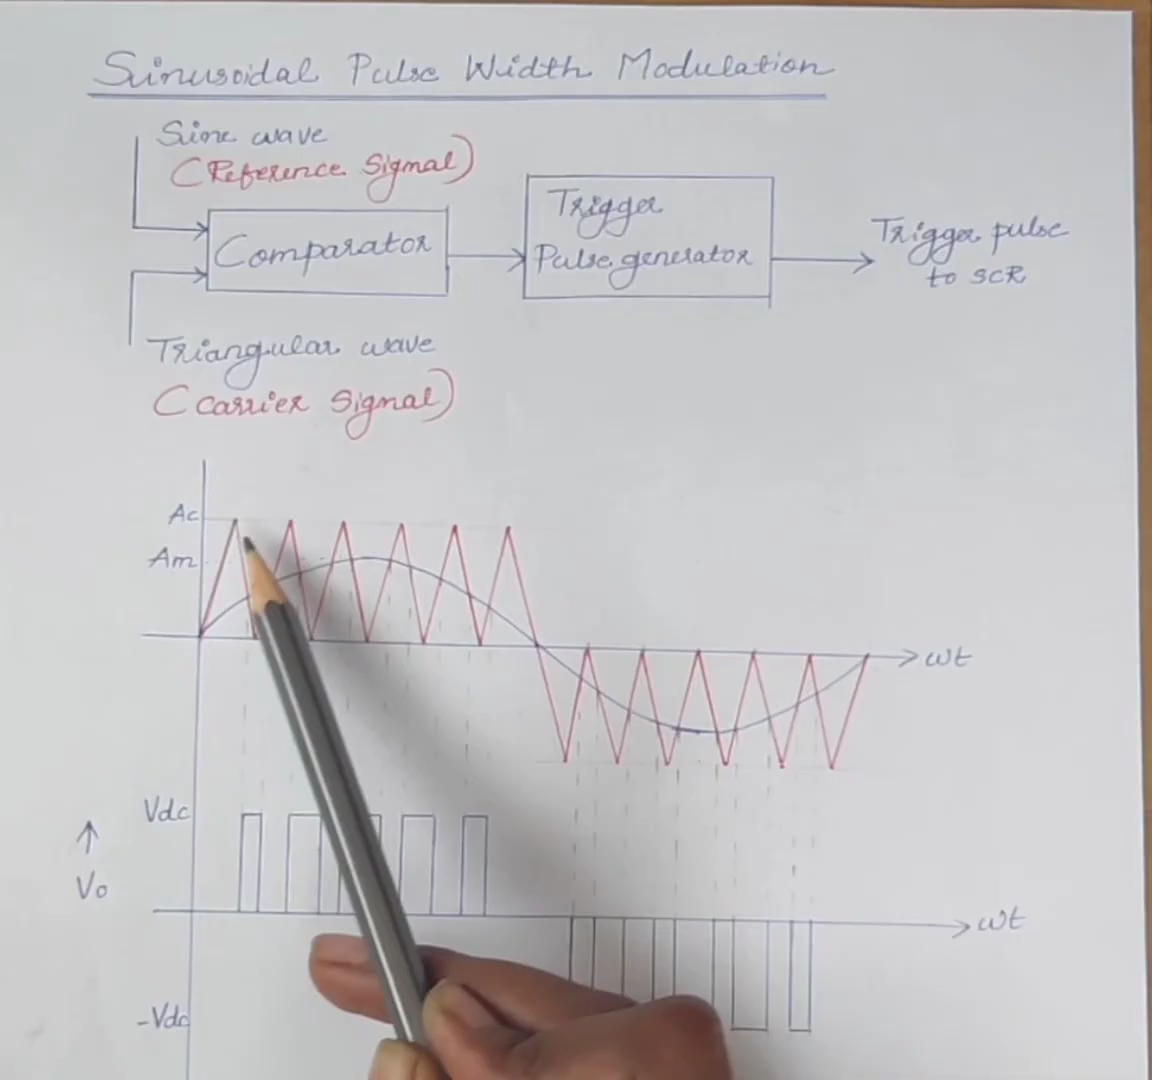 Sinusoidal Pulse Width Modulation
Sine wave
(Reference Signal)
Comparator
Trigger
Pulse generator
Trigger pulse
to SCR
Triangular wave
(Carrier Signal)
Ac
Am
ωt
Vdc
Vo
ωt
-Vdc